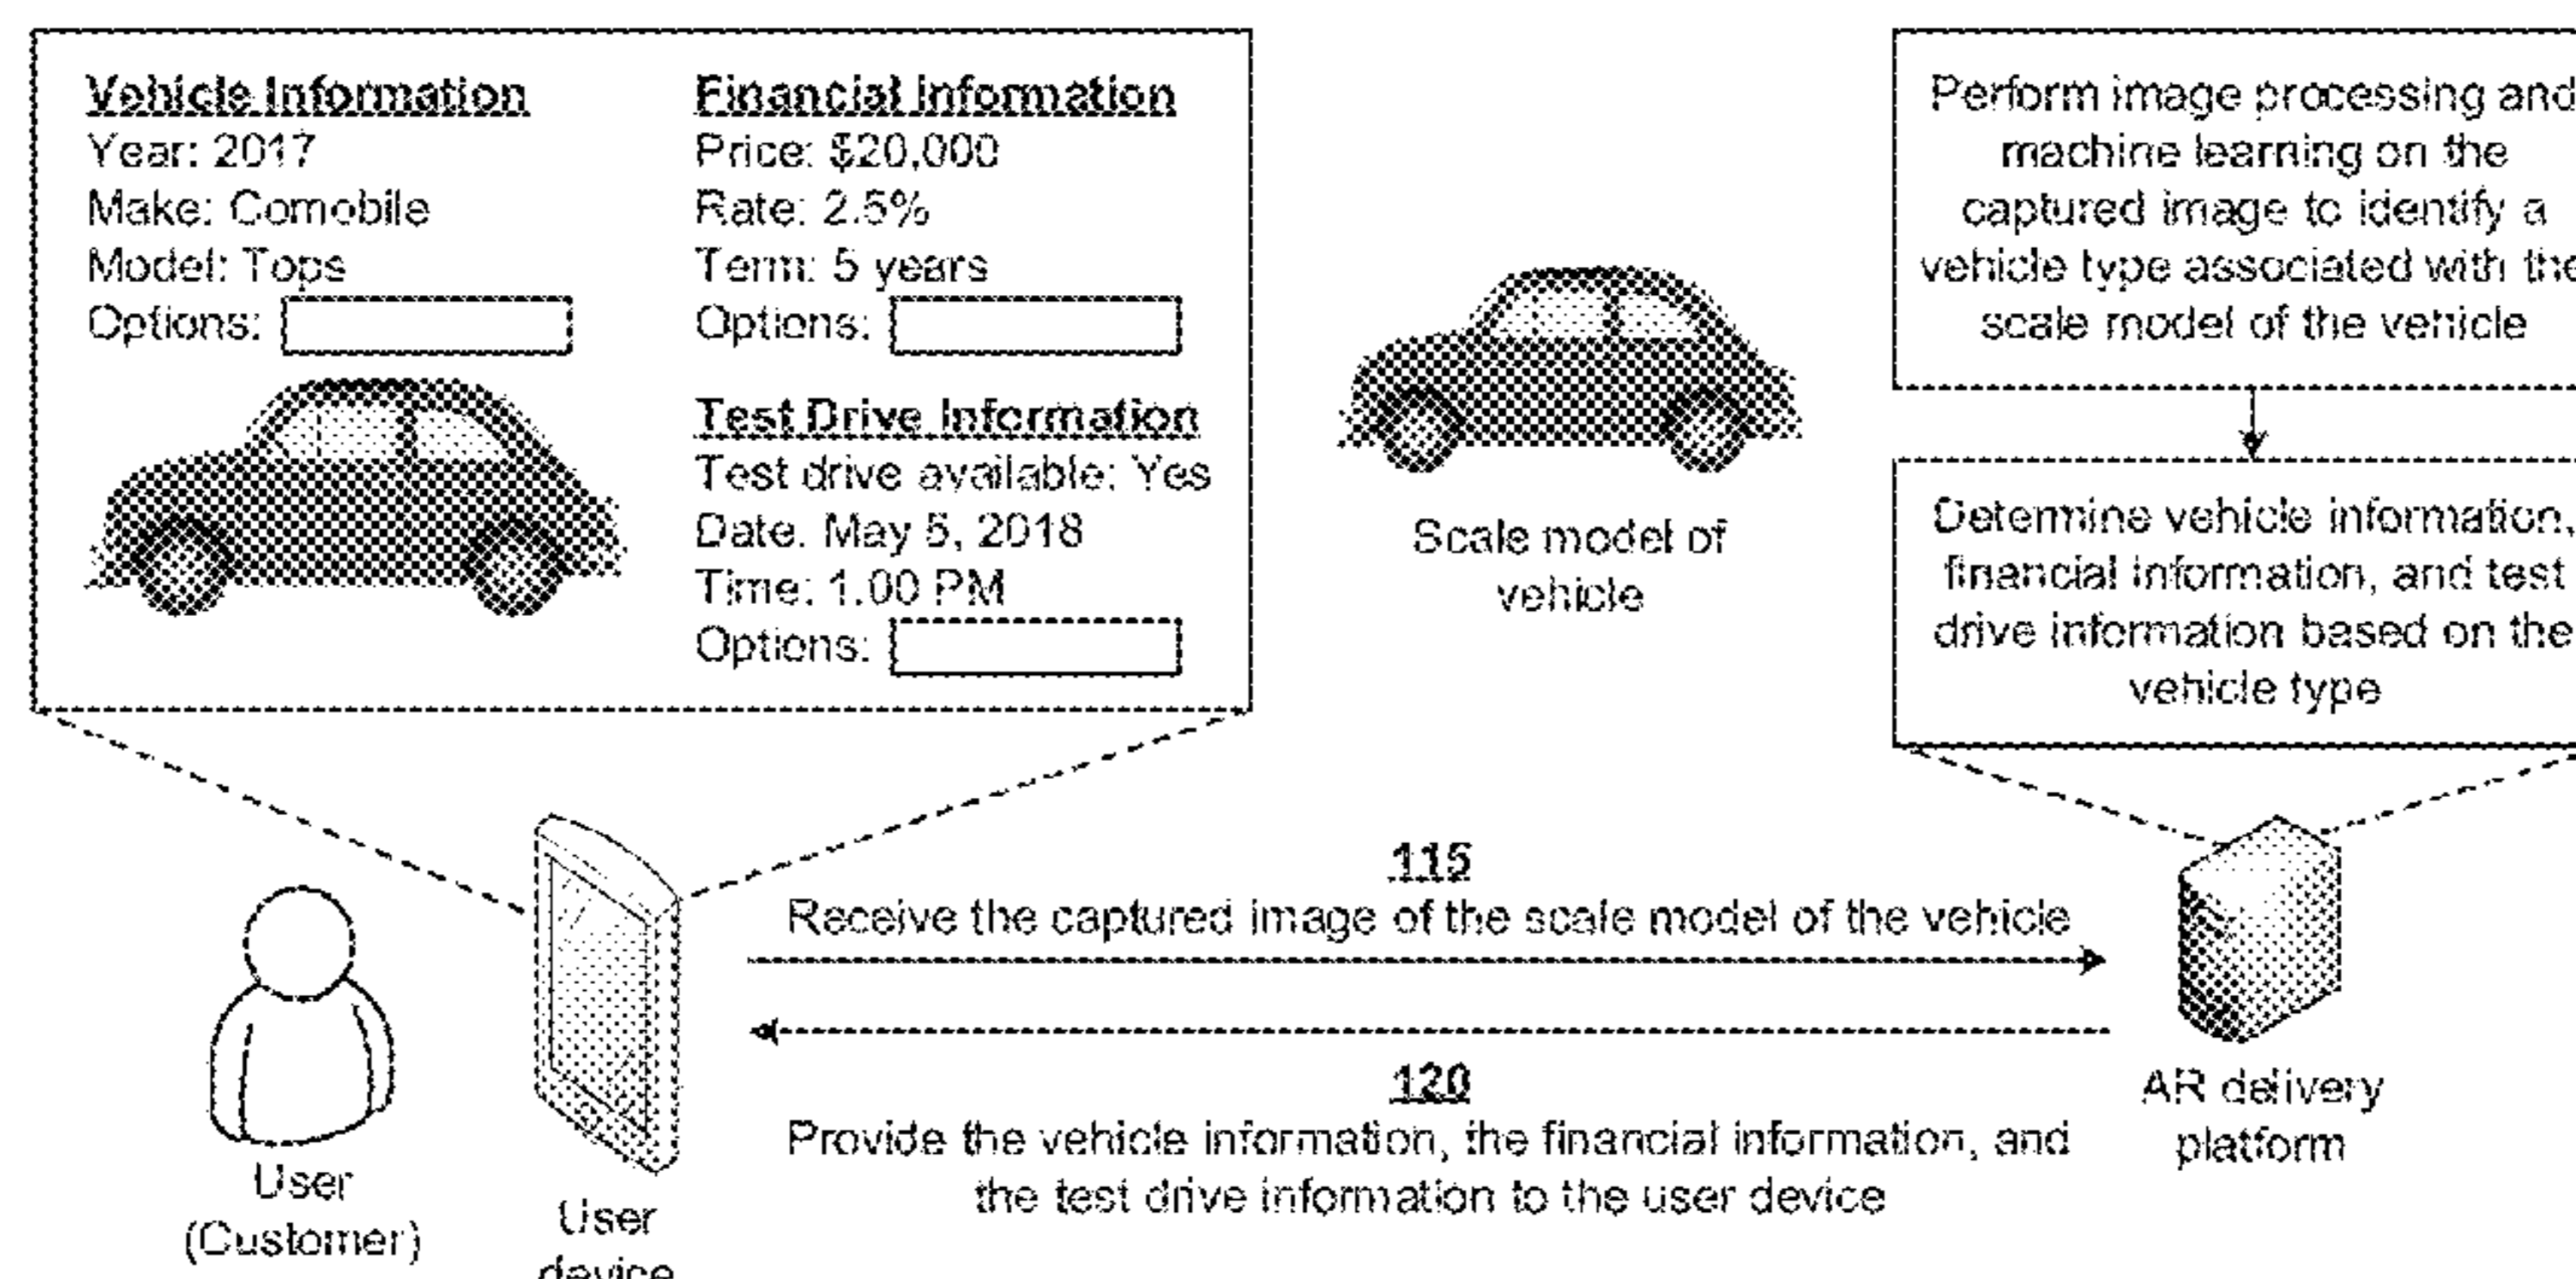 Vehicle Information
Year: 2017
Make: Comobile
Model: Tops
Options:
Financial Information
Price: $20,000
Rate: 2.5%
Term: 5 years
Options:
Test Drive Information
Test drive available: Yes
Date: May 5, 2018
Time: 1:00 PM
Options:
Scale model of
vehicle
Perform image processing and
machine learning on the
captured image to identify a
vehicle type associated with the
scale model of the vehicle
Determine vehicle information,
financial information, and test
drive information based on the
vehicle type
115
Receive the captured image of the scale model of the vehicle
120
Provide the vehicle information, the financial information, and
the test drive information to the user device
User
(Customer)
User
device
AR delivery
platform